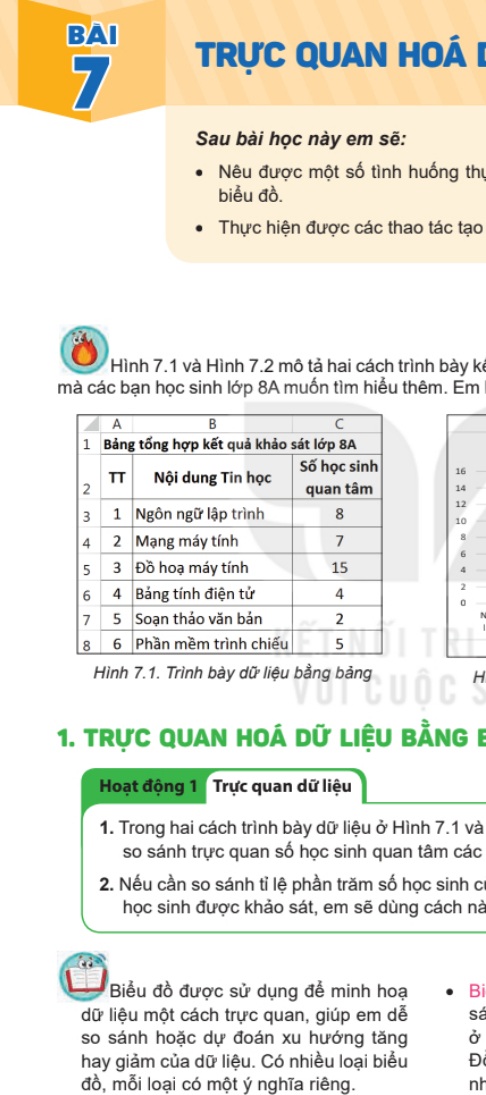 BÀI
7
TRỰC QUAN HOÁ
Sau bài học này em sẽ:
• Nêu được một số tình huống
biểu đồ.
• Thực hiện được các thao tác tạo
Hình 7.1 và Hình 7.2 mô tả hai cách trình bày
mà các bạn học sinh lớp 8A muốn tìm hiểu thêm. Em
A B C
1 Bảng tổng hợp kết quả khảo sát lớp 8A
2 TT Nội dung Tin học Số học sinh quan tâm
3 1 Ngôn ngữ lập trình 8
4 2 Mạng máy tính 7
5 3 Đồ hoạ máy tính 15
6 4 Bảng tính điện tử 4
7 5 Soạn thảo văn bản 2
8 6 Phần mềm trình chiếu 5
16
14
12
10
8
6
4
2
0
Hình 7.1. Trình bày dữ liệu bằng bảng
KẾT NỐI TRI
VỚI CUỘC S
1. TRỰC QUAN HOÁ DỮ LIỆU BẰNG
Hoạt động 1 Trực quan dữ liệu
1. Trong hai cách trình bày dữ liệu ở Hình 7.1 và
so sánh trực quan số học sinh quan tâm các
2. Nếu cần so sánh tỉ lệ phần trăm số học sinh
học sinh được khảo sát, em sẽ dùng cách
Biểu đồ được sử dụng để minh hoạ
dữ liệu một cách trực quan, giúp em dễ
so sánh hoặc dự đoán xu hướng tăng
hay giảm của dữ liệu. Có nhiều loại biểu
đồ, mỗi loại có một ý nghĩa riêng.
• Bi
ở